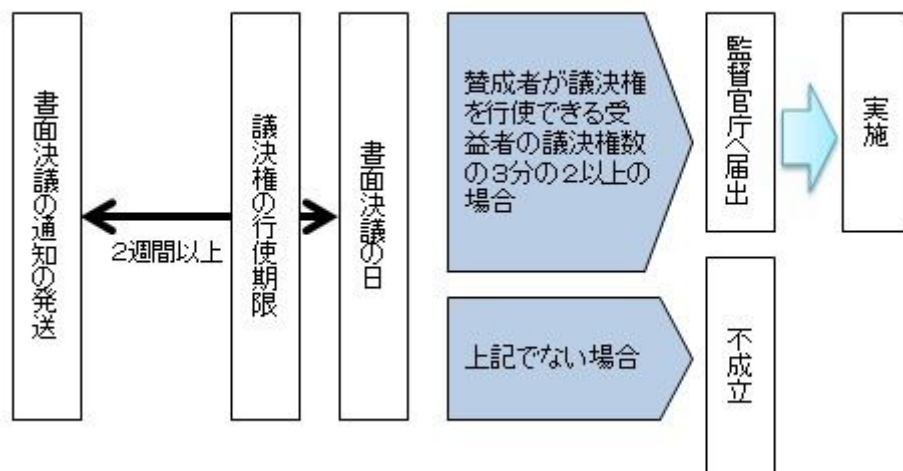 書面決議の通知の発送
2週間以上
議決権の行使期限
書面決議の日
賛成者が議決権
を行使できる受
益者の議決権数
の3分の2以上の
場合
監督官庁へ届出
実施
上記でない場合
不成立